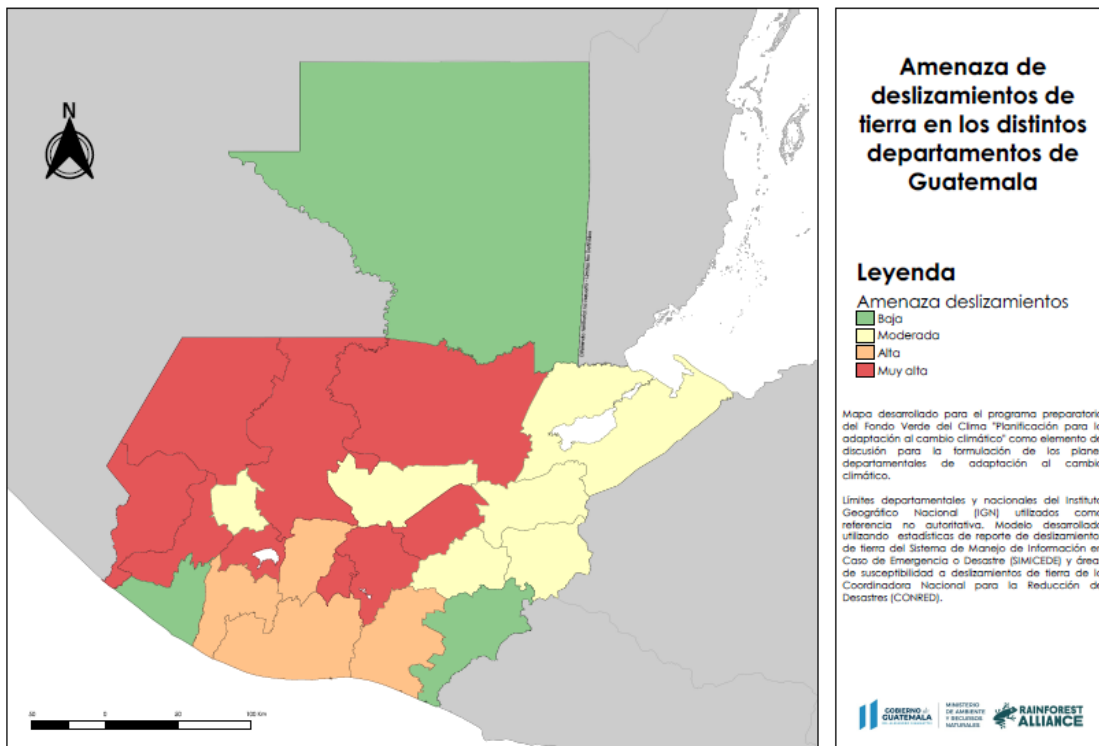 N
Amenaza de
deslizamientos de
tierra en los distintos
departamentos de
Guatemala
Leyenda
Amenaza deslizamientos
Baja
Moderada
Alta
Muy alta
Mapa desarrollado para el programa preparatorio
del Fondo Verde del Clima "Planificación para la
adaptación al cambio climático" como elemento de
discusión para la formulación de los planes
departamentales de adaptación al cambio
climático.
Límites departamentales y nacionales del Instituto
Geográfico Nacional (IGN) utilizados como
referencia no autoritativa. Modelo desarrollado
utilizando estadísticas de reporte de deslizamientos
de tierra del Sistema de Manejo de Información en
Caso de Emergencia o Desastre (SIMICEDE) y áreas
de susceptibilidad a deslizamientos de tierra de la
Coordinadora Nacional para la Reducción de
Desastres (CONRED).
50 0 50 100 Km
GOBIERNO de
GUATEMALA
MINISTERIO
DE AMBIENTE
Y RECURSOS
NATURALES
RAINFOREST
ALLIANCE